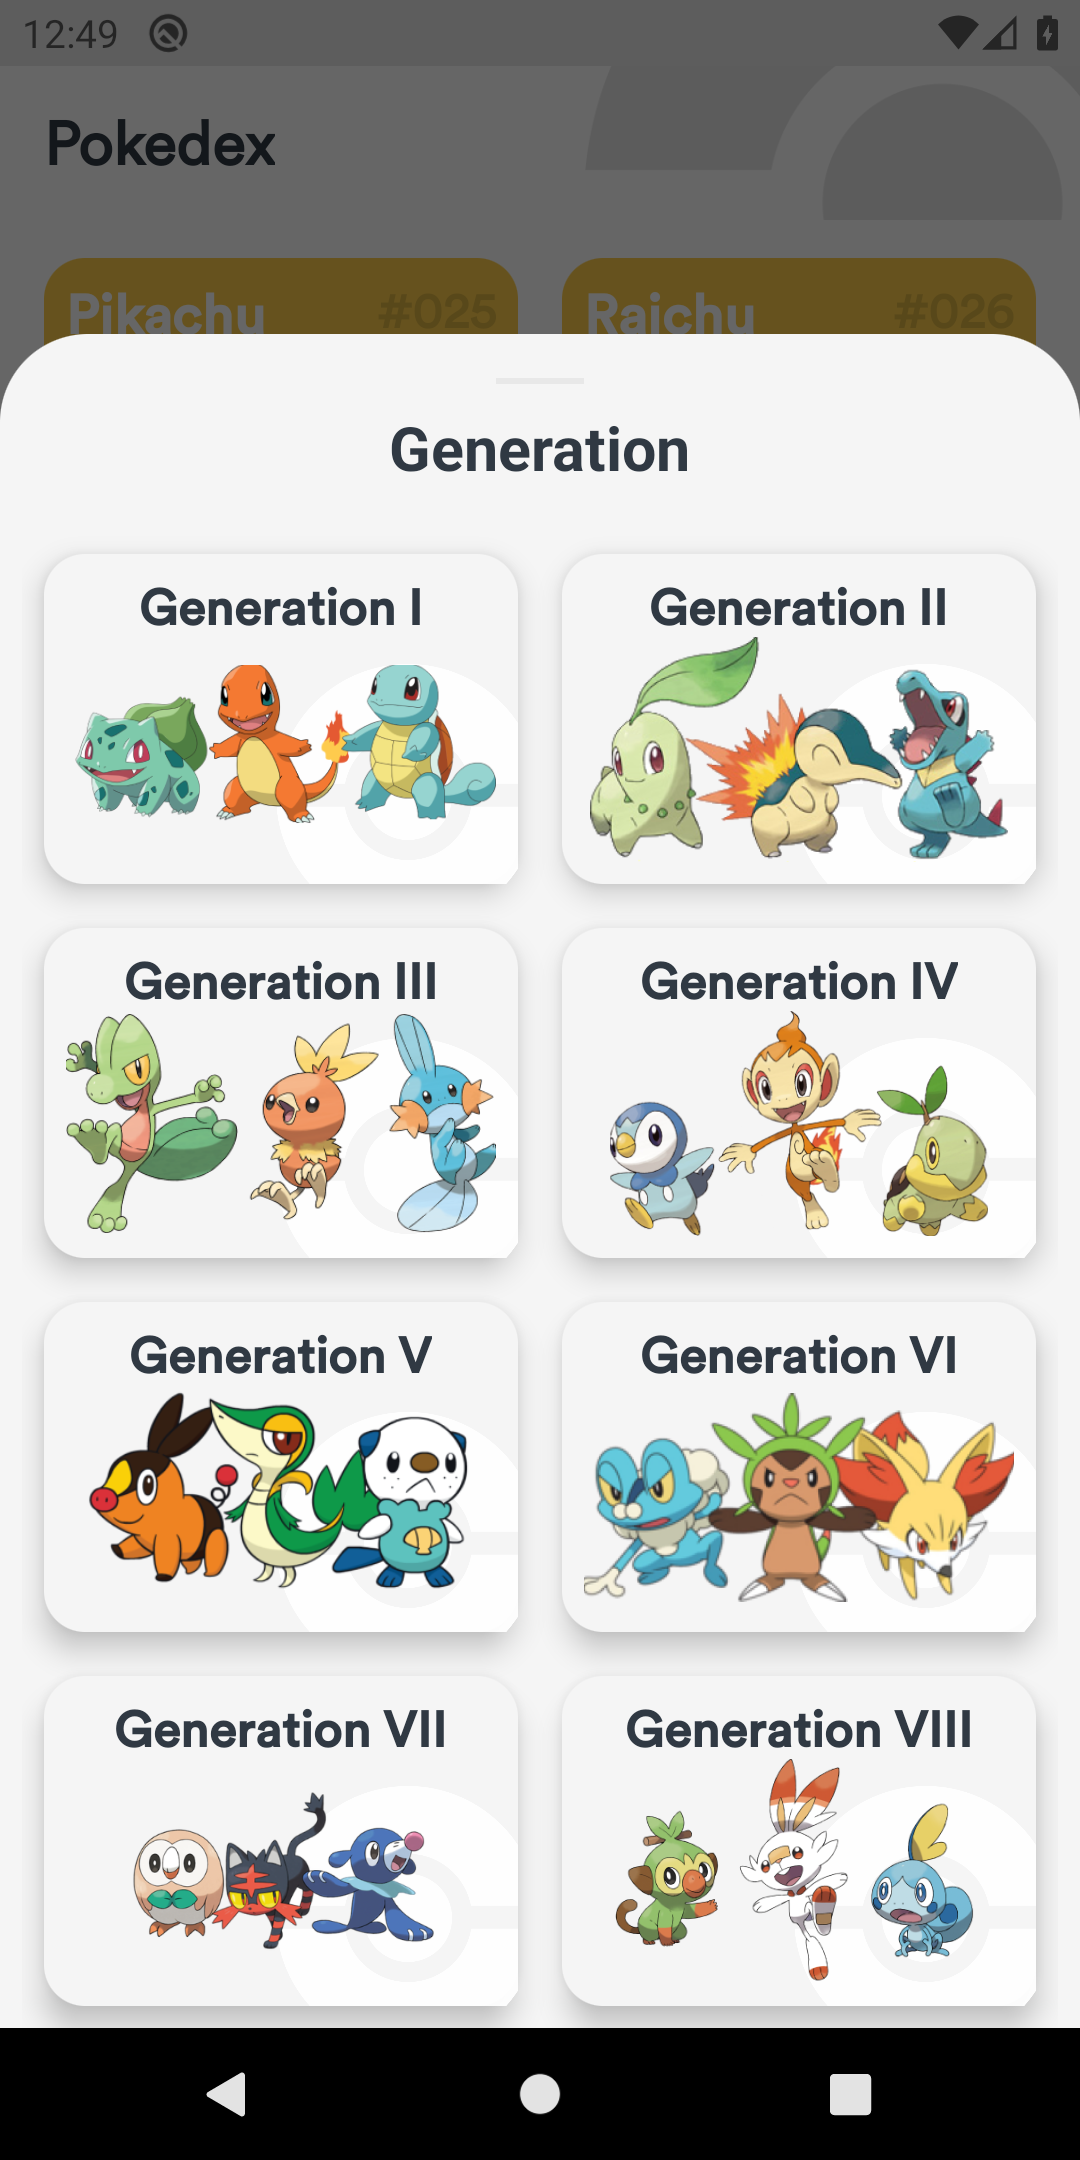 12:49
Pokedex
Pikachu #025 Raichu #026
Generation
Generation I Generation II
Generation III Generation IV
Generation V Generation VI
Generation VII Generation VIII